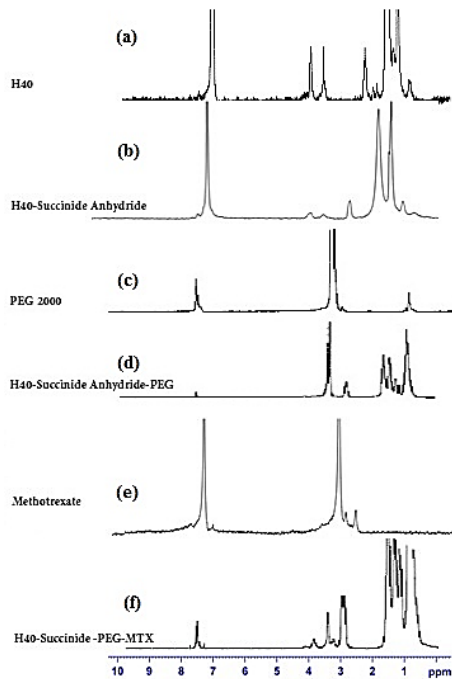 (a)
H40
(b)
H40-Succinide Anhydride
(c)
PEG 2000
(d)
H40-Succinide Anhydride-PEG
(e)
Methotrexate
(f)
H40-Succinide -PEG-MTX
10 9 8 7 6 5 4 3 2 1 ppm